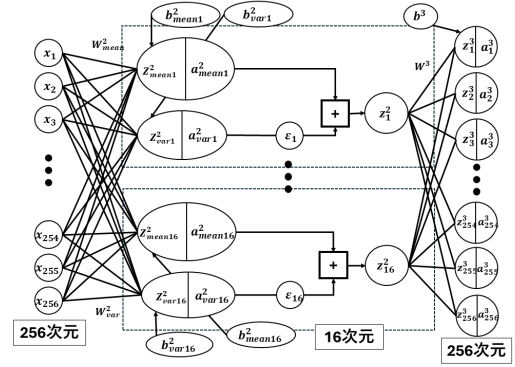 b²mean1
b²var1
b³
W²mean
W³
x₁
x₂
x₃
x₂₅₄
x₂₅₅
x₂₅₆
z²mean1 a²mean1
z²var1 a²var1
ε₁
+
z²₁
z²mean16 a²mean16
z²var16 a²var16
ε₁₆
+
z²₁₆
z³₁ a³₁
z³₂ a³₂
z³₃ a³₃
z³₂₅₄ a³₂₅₄
z³₂₅₅ a³₂₅₅
z³₂₅₆ a³₂₅₆
W²var
b²var16
b²mean16
256次元
16次元
256次元